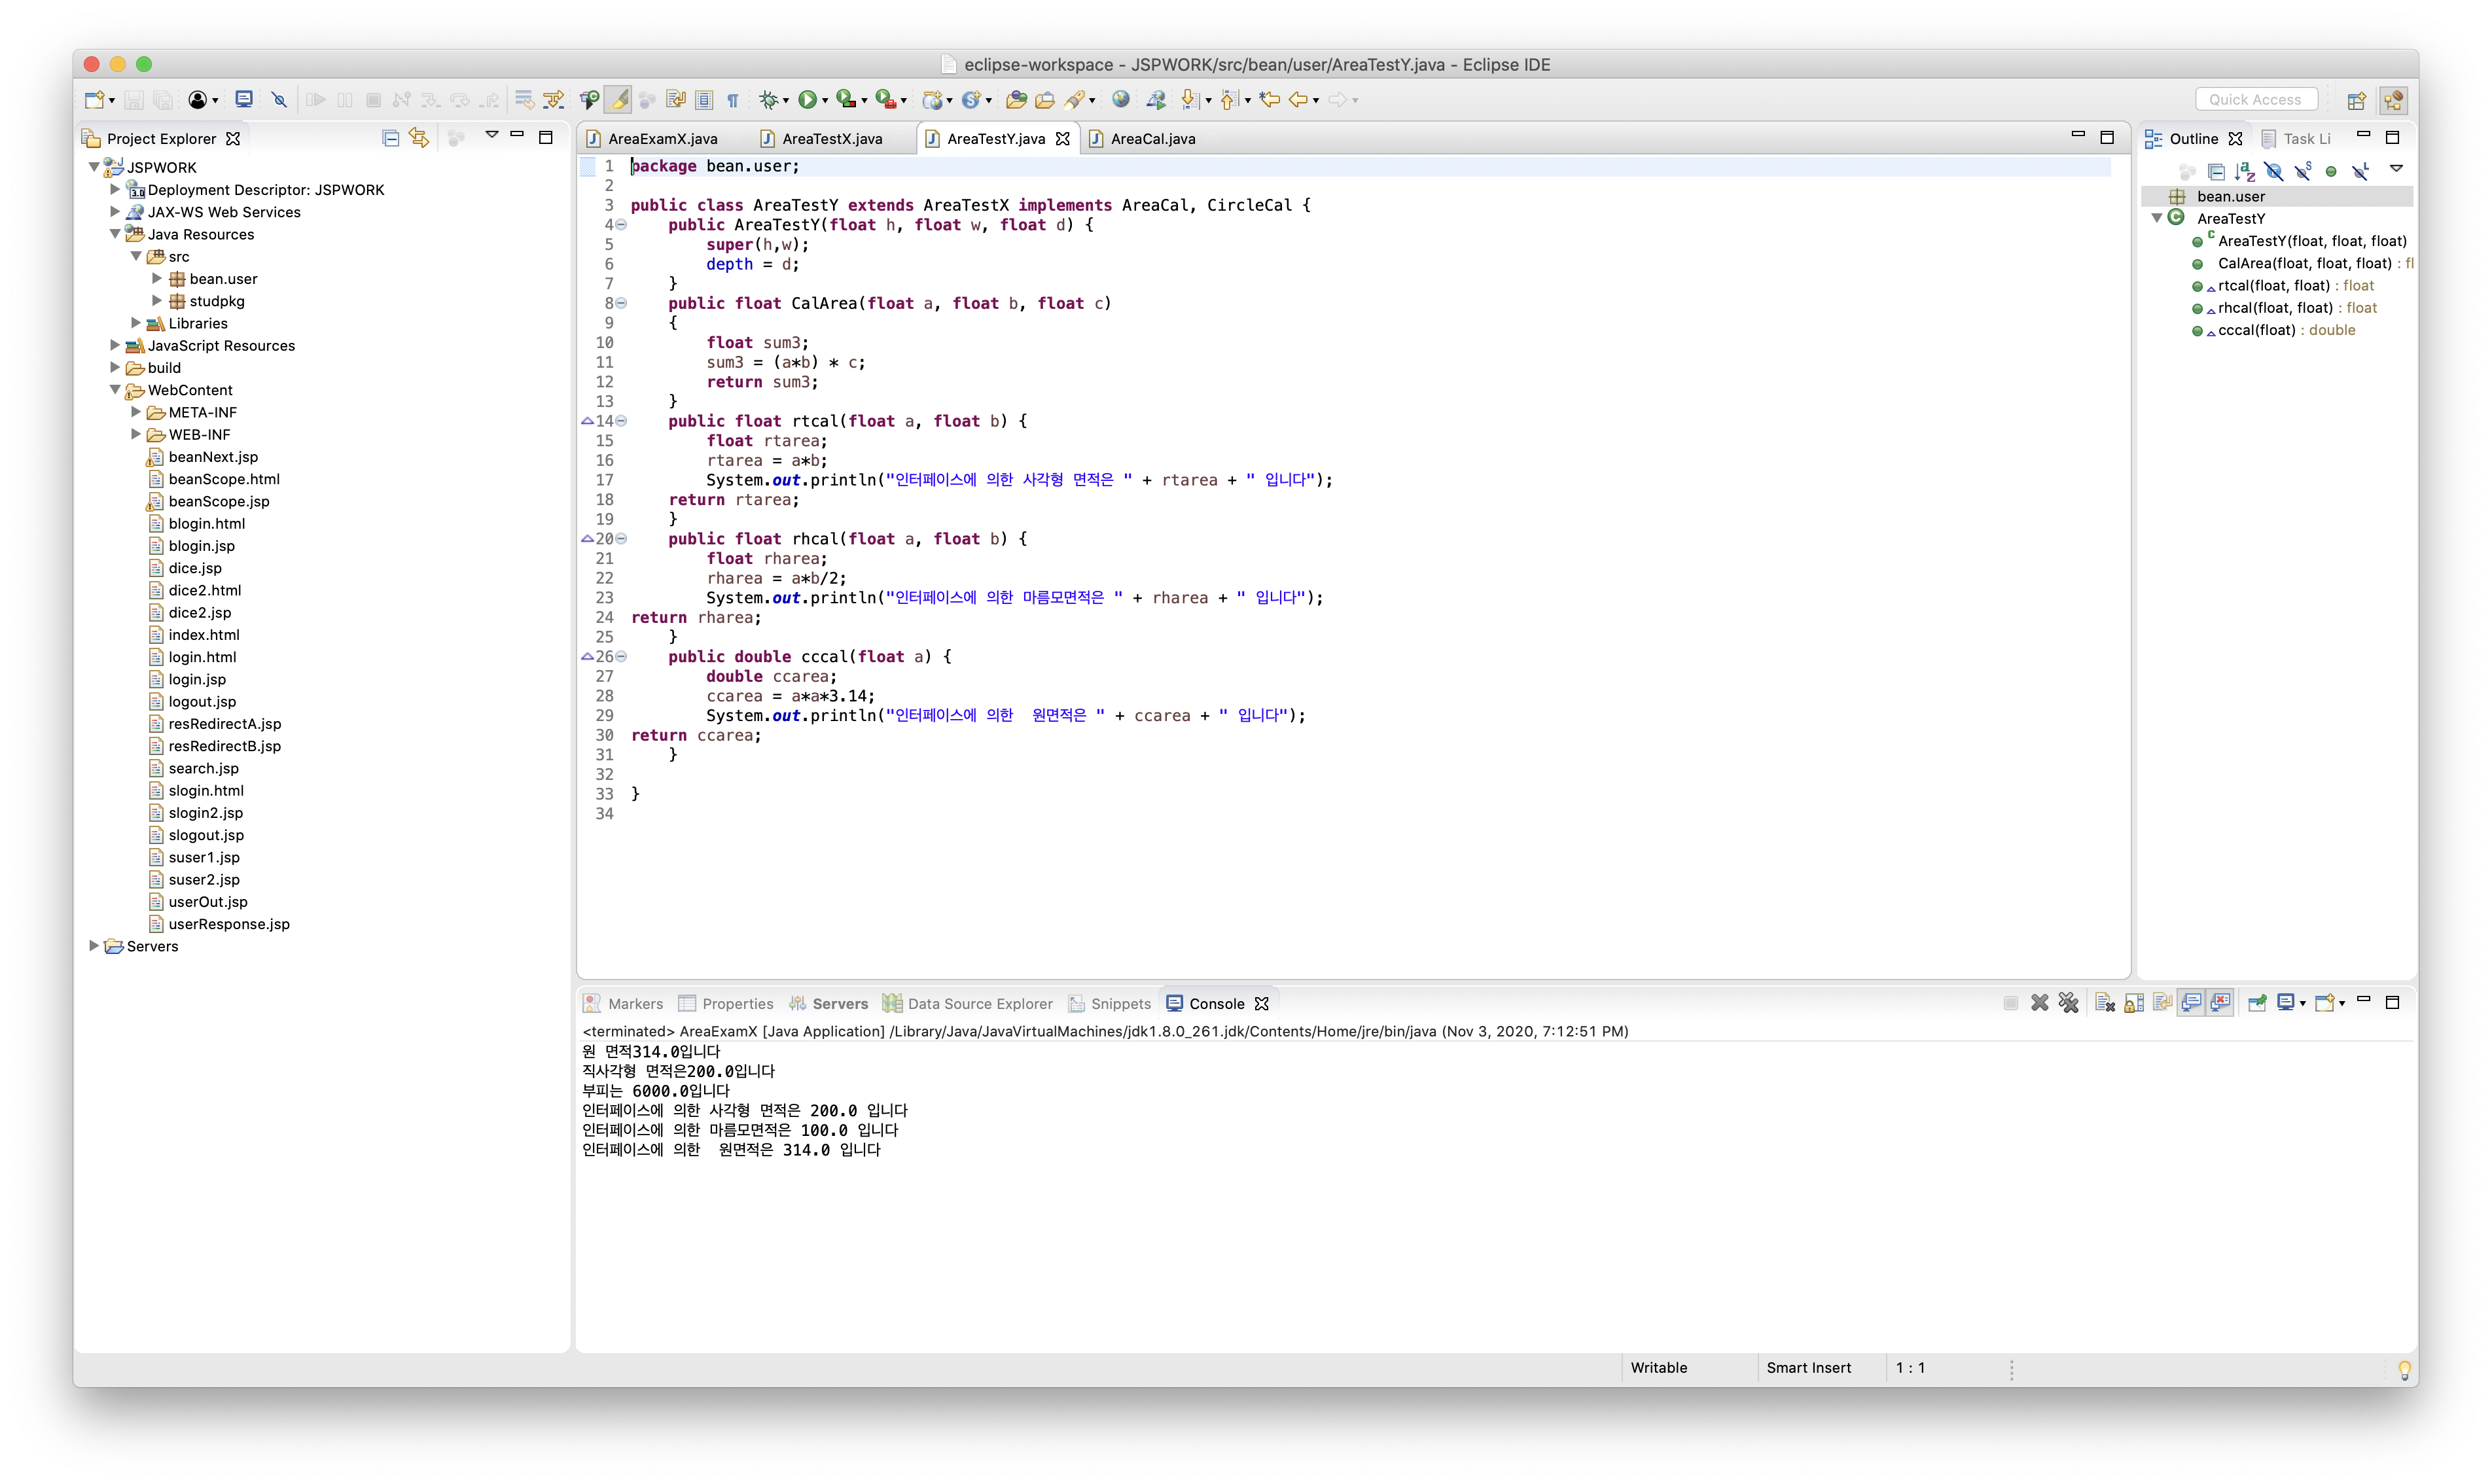 eclipse-workspace - JSPWORK/src/bean/user/AreaTestY.java - Eclipse IDE
Quick Access
Project Explorer
JSPWORK
Deployment Descriptor: JSPWORK
JAX-WS Web Services
Java Resources
src
bean.user
studpkg
Libraries
JavaScript Resources
build
WebContent
META-INF
WEB-INF
beanNext.jsp
beanScope.html
beanScope.jsp
blogin.html
blogin.jsp
dice.jsp
dice2.html
dice2.jsp
index.html
login.html
login.jsp
logout.jsp
resRedirectA.jsp
resRedirectB.jsp
search.jsp
slogin.html
slogin2.jsp
slogout.jsp
suser1.jsp
suser2.jsp
userOut.jsp
userResponse.jsp
Servers
AreaExamX.java AreaTestX.java AreaTestY.java AreaCal.java
1 package bean.user;
2
3 public class AreaTestY extends AreaTestX implements AreaCal, CircleCal {
4 public AreaTestY(float h, float w, float d) {
5 super(h,w);
6 depth = d;
7 }
8 public float CalArea(float a, float b, float c)
9 {
10 float sum3;
11 sum3 = (a*b) * c;
12 return sum3;
13 }
14 public float rtcal(float a, float b) {
15 float rtarea;
16 rtarea = a*b;
17 System.out.println("인터페이스에 의한 사각형 면적은 " + rtarea + " 입니다");
18 return rtarea;
19 }
20 public float rhcal(float a, float b) {
21 float rharea;
22 rharea = a*b/2;
23 System.out.println("인터페이스에 의한 마름모면적은 " + rharea + " 입니다");
24 return rharea;
25 }
26 public double cccal(float a) {
27 double ccarea;
28 ccarea = a*a*3.14;
29 System.out.println("인터페이스에 의한  원면적은 " + ccarea + " 입니다");
30 return ccarea;
31 }
32
33 }
34
Outline Task Li
bean.user
AreaTestY
AreaTestY(float, float, float)
CalArea(float, float, float) : fl
rtcal(float, float) : float
rhcal(float, float) : float
cccal(float) : double
Markers Properties Servers Data Source Explorer Snippets Console
<terminated> AreaExamX [Java Application] /Library/Java/JavaVirtualMachines/jdk1.8.0_261.jdk/Contents/Home/jre/bin/java (Nov 3, 2020, 7:12:51 PM)
원 면적314.0입니다
직사각형 면적은200.0입니다
부피는 6000.0입니다
인터페이스에 의한 사각형 면적은 200.0 입니다
인터페이스에 의한 마름모면적은 100.0 입니다
인터페이스에 의한  원면적은 314.0 입니다
Writable Smart Insert 1 : 1